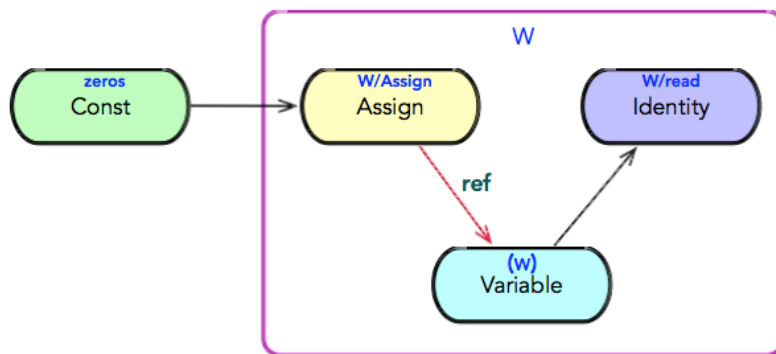 W
zeros
Const
W/Assign
Assign
W/read
Identity
ref
(w)
Variable